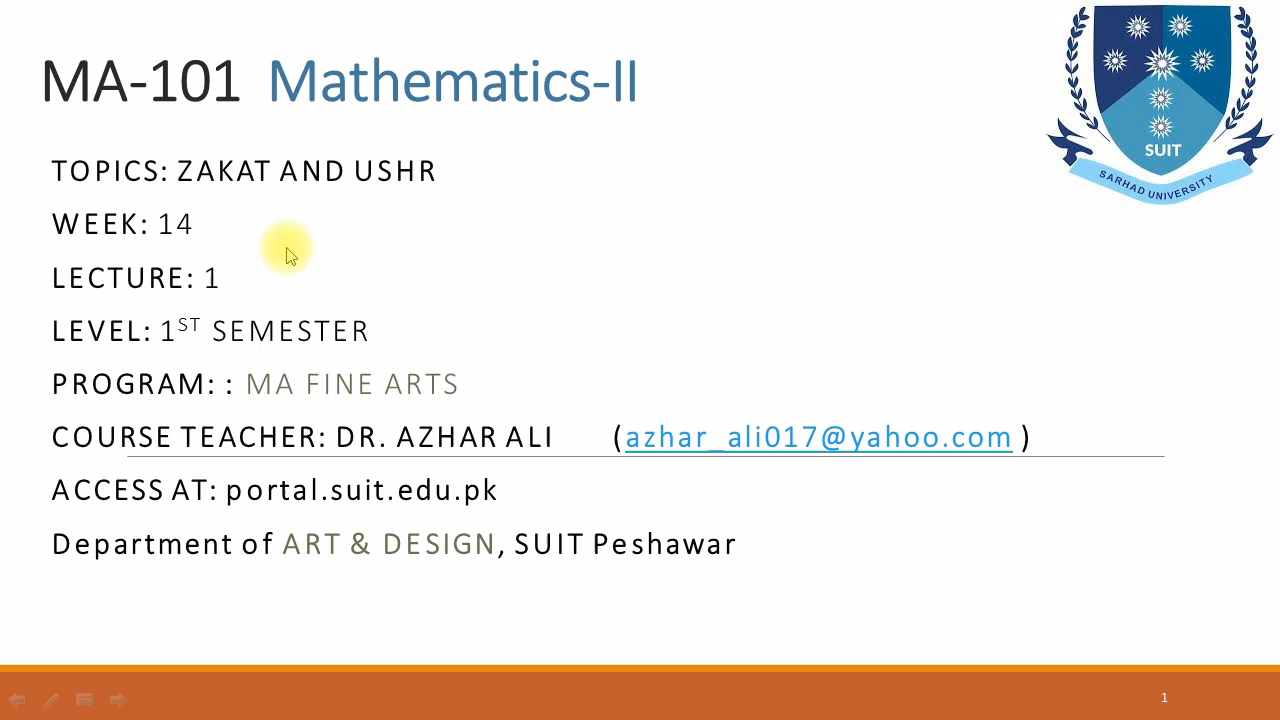 MA-101 Mathematics-II
SUIT
SARHAD UNIVERSITY
TOPICS: ZAKAT AND USHR
WEEK: 14
LECTURE: 1
LEVEL: 1ST SEMESTER
PROGRAM: : MA FINE ARTS
COURSE TEACHER: DR. AZHAR ALI (azhar_ali017@yahoo.com )
ACCESS AT: portal.suit.edu.pk
Department of ART & DESIGN, SUIT Peshawar
1